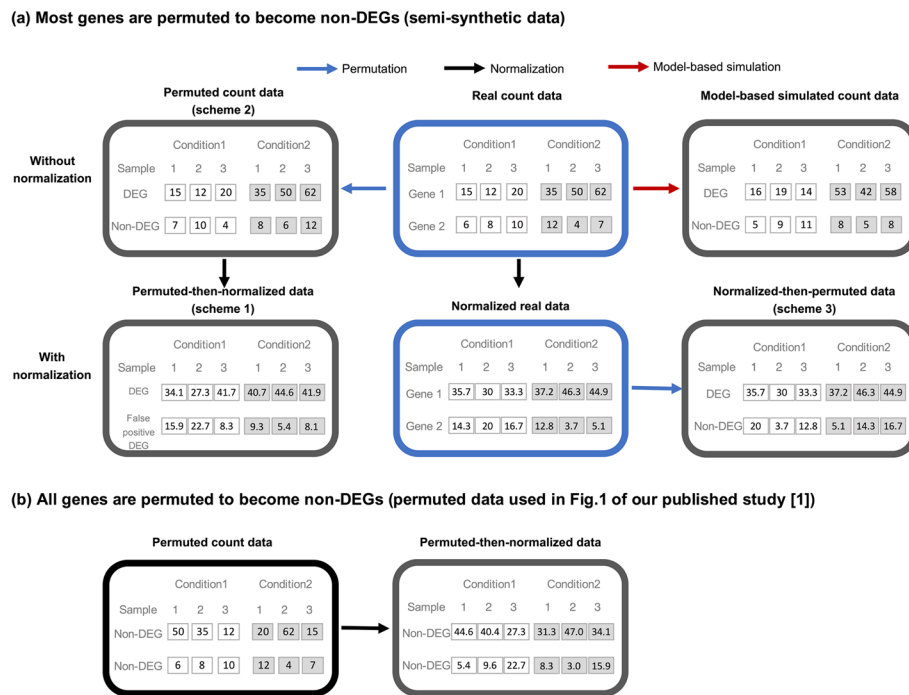 (a) Most genes are permuted to become non-DEGs (semi-synthetic data)
Permutation Normalization Model-based simulation
Permuted count data
(scheme 2)
Real count data
Model-based simulated count data
Without
normalization
Condition1 Condition2
Sample 1 2 3 1 2 3
DEG 15 12 20 35 50 62
Non-DEG 7 10 4 8 6 12
Condition1 Condition2
Sample 1 2 3 1 2 3
Gene 1 15 12 20 35 50 62
Gene 2 6 8 10 12 4 7
Condition1 Condition2
Sample 1 2 3 1 2 3
DEG 16 19 14 53 42 58
Non-DEG 5 9 11 8 5 8
Permuted-then-normalized data
(scheme 1)
Normalized real data
Normalized-then-permuted data
(scheme 3)
With
normalization
Condition1 Condition2
Sample 1 2 3 1 2 3
DEG 34.1 27.3 41.7 40.7 44.6 41.9
False
positive
DEG
15.9 22.7 8.3 9.3 5.4 8.1
Condition1 Condition2
Sample 1 2 3 1 2 3
Gene 1 35.7 30 33.3 37.2 46.3 44.9
Gene 2 14.3 20 16.7 12.8 3.7 5.1
Condition1 Condition2
Sample 1 2 3 1 2 3
DEG 35.7 30 33.3 37.2 46.3 44.9
Non-DEG 20 3.7 12.8 5.1 14.3 16.7
(b) All genes are permuted to become non-DEGs (permuted data used in Fig.1 of our published study [1])
Permuted count data
Permuted-then-normalized data
Condition1 Condition2
Sample 1 2 3 1 2 3
Non-DEG 50 35 12 20 62 15
Non-DEG 6 8 10 12 4 7
Condition1 Condition2
Sample 1 2 3 1 2 3
Non-DEG 44.6 40.4 27.3 31.3 47.0 34.1
Non-DEG 5.4 9.6 22.7 8.3 3.0 15.9